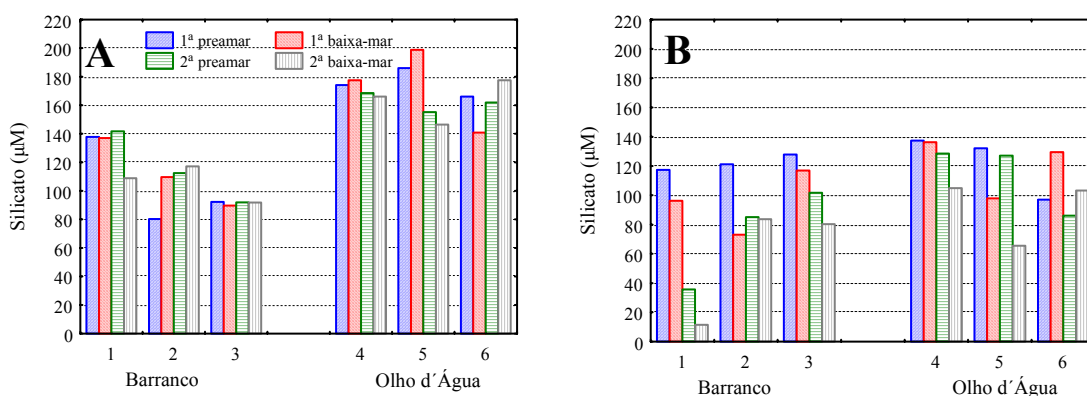 A
1ª preamar
1ª baixa-mar
2ª preamar
2ª baixa-mar
Silicato (µM)
220
200
180
160
140
120
100
80
60
40
20
0
1 2 3 4 5 6
Barranco Olho d´Água
B
Silicato (µM)
220
200
180
160
140
120
100
80
60
40
20
0
1 2 3 4 5 6
Barranco Olho d´Água